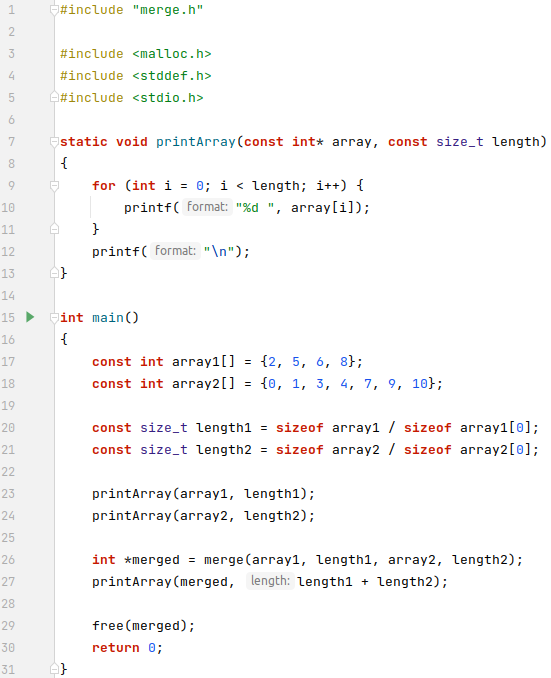 1 #include "merge.h"
2
3 #include <malloc.h>
4 #include <stddef.h>
5 #include <stdio.h>
6
7 static void printArray(const int* array, const size_t length)
8 {
9     for (int i = 0; i < length; i++) {
10         printf( format: "%d ", array[i]);
11     }
12     printf( format: "\n");
13 }
14
15 int main()
16 {
17     const int array1[] = {2, 5, 6, 8};
18     const int array2[] = {0, 1, 3, 4, 7, 9, 10};
19
20     const size_t length1 = sizeof array1 / sizeof array1[0];
21     const size_t length2 = sizeof array2 / sizeof array2[0];
22
23     printArray(array1, length1);
24     printArray(array2, length2);
25
26     int *merged = merge(array1, length1, array2, length2);
27     printArray(merged, length: length1 + length2);
28
29     free(merged);
30     return 0;
31 }